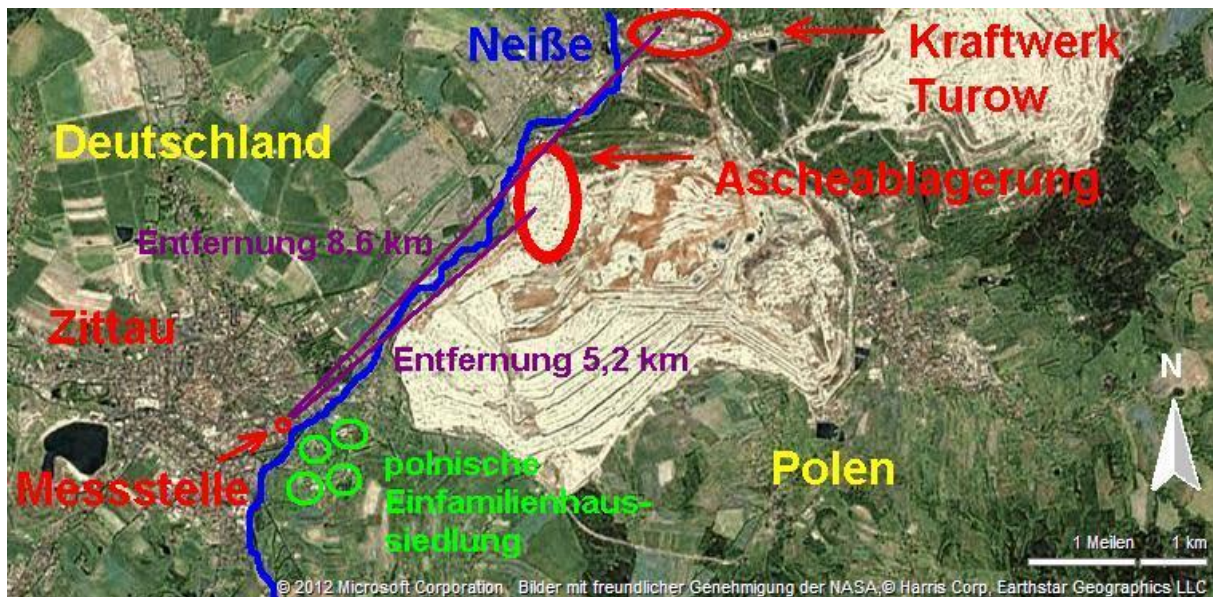 Neiße
Kraftwerk
Turow
Deutschland
Ascheablagerung
Entfernung 8,6 km
Zittau
Entfernung 5,2 km
N
Messstelle
polnische
Einfamilienhaus-
siedlung
Polen
1 Meilen 1 km
© 2012 Microsoft Corporation Bilder mit freundlicher Genehmigung der NASA,© Harris Corp, Earthstar Geographics LLC